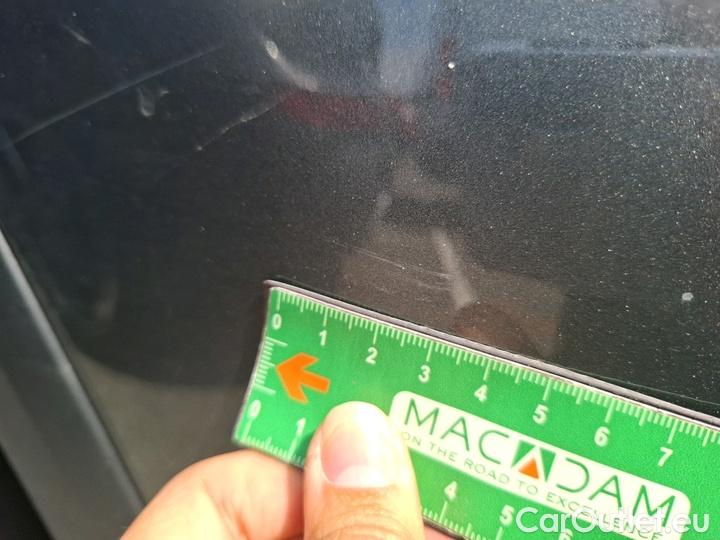 0 1 2 3 4 5 6 7
0 1 4 5 6
MACADAM
ON THE ROAD TO EXCELLENCE
CarOutlet.eu